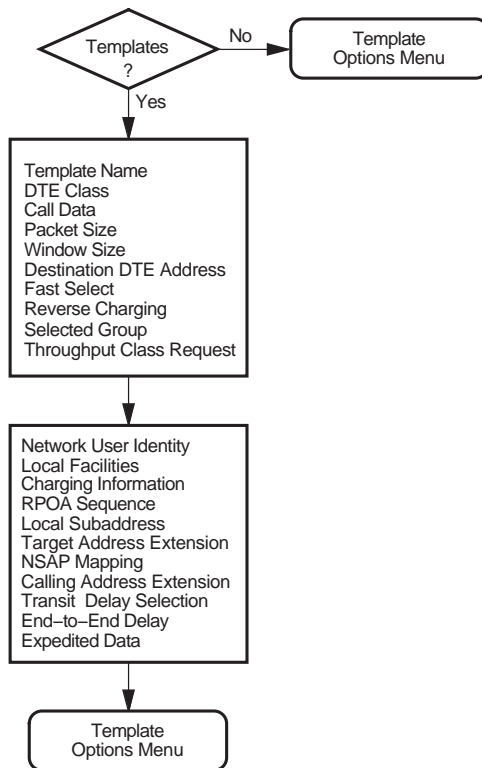 Templates
?
No
Template
Options Menu
Yes
Template Name
DTE Class
Call Data
Packet Size
Window Size
Destination DTE Address
Fast Select
Reverse Charging
Selected Group
Throughput Class Request
Network User Identity
Local Facilities
Charging Information
RPOA Sequence
Local Subaddress
Target Address Extension
NSAP Mapping
Calling Address Extension
Transit Delay Selection
End−to−End Delay
Expedited Data
Template
Options Menu